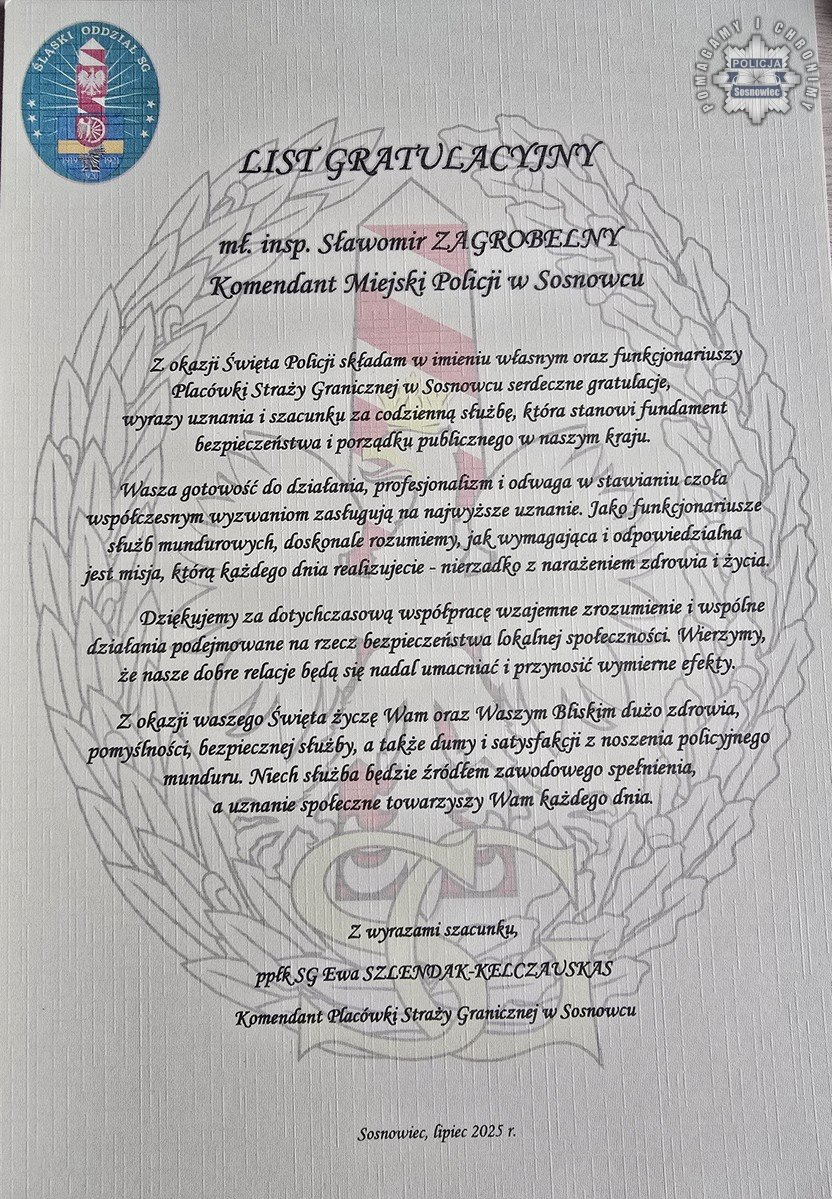 ŚLĄSKI ODDZIAŁ SG
1919 1921
1920
POMAGAMY I CHRONIMY
POLICJA
Sosnowiec
LIST GRATULACYJNY
mł. insp. Sławomir ZAGROBELNY
Komendant Miejski Policji w Sosnowcu
Z okazji Święta Policji składam w imieniu własnym oraz funkcjonariuszy
Placówki Straży Granicznej w Sosnowcu serdeczne gratulacje,
wyrazy uznania i szacunku za codzienną służbę, która stanowi fundament
bezpieczeństwa i porządku publicznego w naszym kraju.
Wasza gotowość do działania, profesjonalizm i odwaga w stawianiu czoła
współczesnym wyzwaniom zasługują na najwyższe uznanie. Jako funkcjonariusze
służb mundurowych, doskonale rozumiemy, jak wymagająca i odpowiedzialna
jest misja, którą każdego dnia realizujecie - nierzadko z narażeniem zdrowia i życia.
Dziękujemy za dotychczasową współpracę wzajemne zrozumienie i wspólne
działania podejmowane na rzecz bezpieczeństwa lokalnej społeczności. Wierzymy,
że nasze dobre relacje będą się nadal umacniać i przynosić wymierne efekty.
Z okazji waszego Święta życzę Wam oraz Waszym Bliskim dużo zdrowia,
pomyślności, bezpiecznej służby, a także dumy i satysfakcji z noszenia policyjnego
munduru. Niech służba będzie źródłem zawodowego spełnienia,
a uznanie społeczne towarzyszy Wam każdego dnia.
Z wyrazami szacunku,
ppłk SG Ewa SZLENDAK-KELCZAUSKAS
Komendant Placówki Straży Granicznej w Sosnowcu
Sosnowiec, lipiec 2025 r.
SG